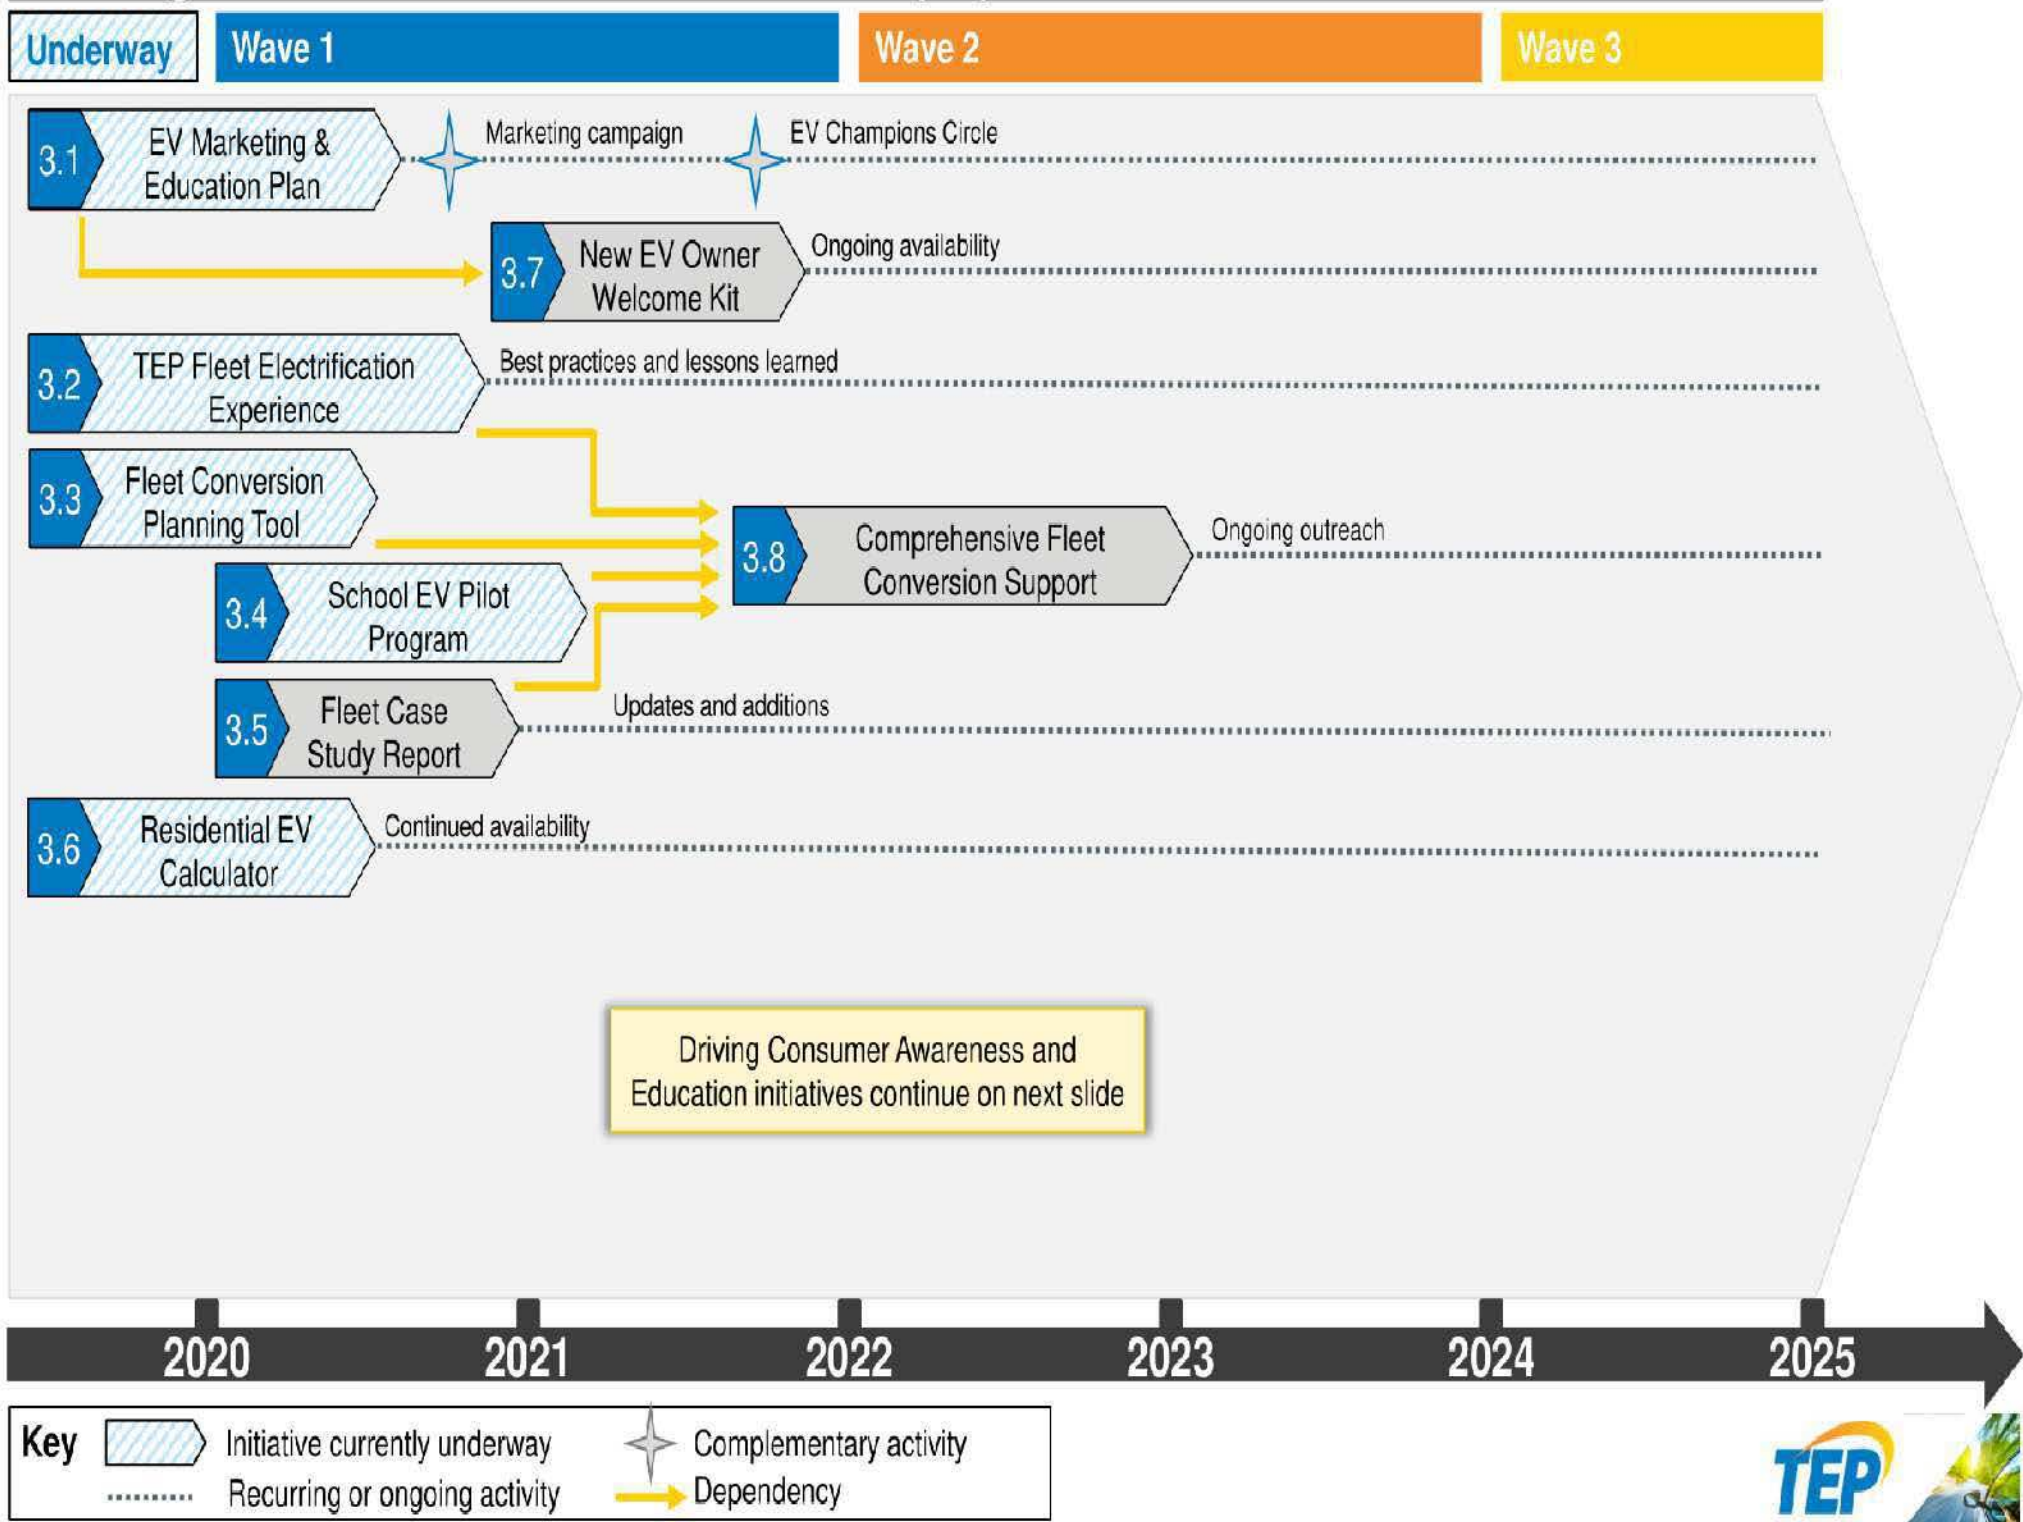 Underway
Wave 1
Wave 2
Wave 3
3.1
EV Marketing &
Education Plan
Marketing campaign
EV Champions Circle
3.7
New EV Owner
Welcome Kit
Ongoing availability
3.2
TEP Fleet Electrification
Experience
Best practices and lessons learned
3.3
Fleet Conversion
Planning Tool
3.8
Comprehensive Fleet
Conversion Support
Ongoing outreach
3.4
School EV Pilot
Program
3.5
Fleet Case
Study Report
Updates and additions
3.6
Residential EV
Calculator
Continued availability
Driving Consumer Awareness and
Education initiatives continue on next slide
2020
2021
2022
2023
2024
2025
Key
Initiative currently underway
Complementary activity
Recurring or ongoing activity
Dependency
TEP